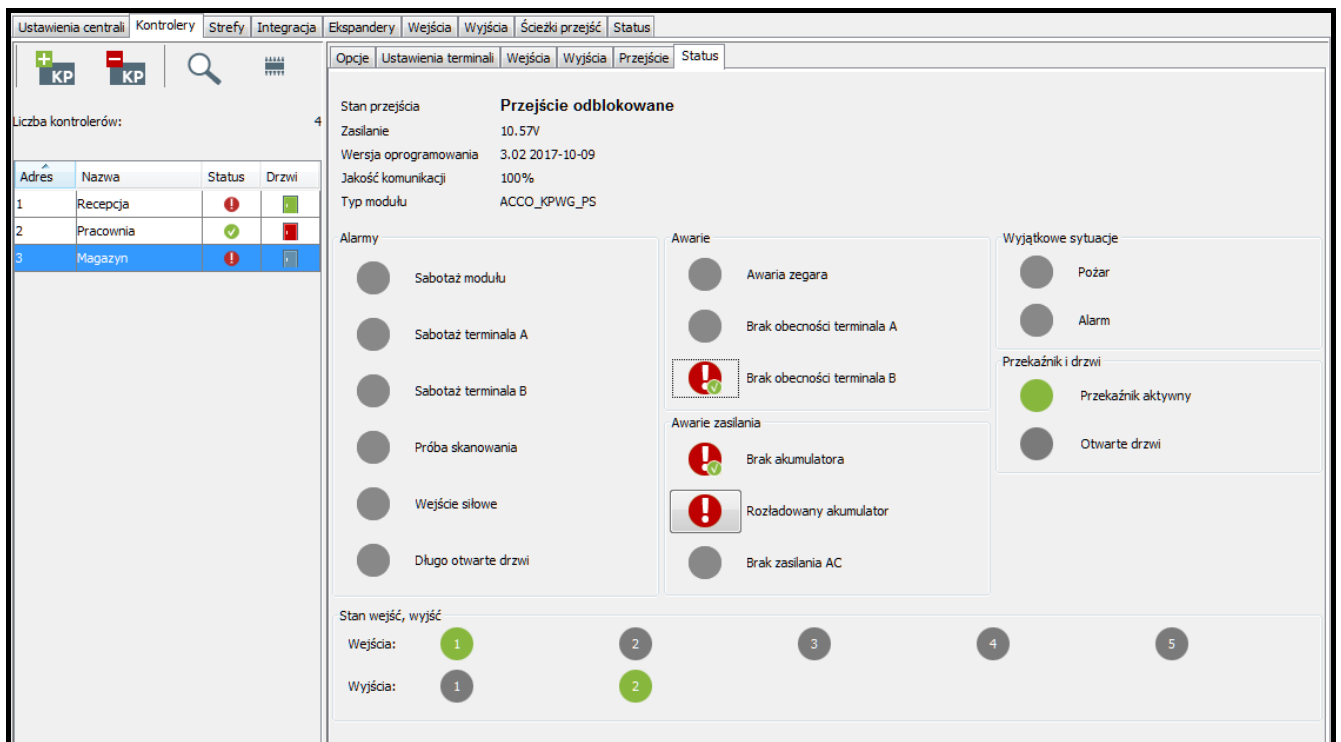 Ustawienia centrali Kontrolery Strefy Integracja Ekspandery Wejścia Wyjścia Ścieżki przejść Status
KP KP
Liczba kontrolerów: 4
Adres Nazwa Status Drzwi
1 Recepcja
2 Pracownia
3 Magazyn
Opcje Ustawienia terminali Wejścia Wyjścia Przejście Status
Stan przejścia Przejście odblokowane
Zasilanie 10.57V
Wersja oprogramowania 3.02 2017-10-09
Jakość komunikacji 100%
Typ modułu ACCO_KPWG_PS
Alarmy
Sabotaż modułu
Sabotaż terminala A
Sabotaż terminala B
Próba skanowania
Wejście siłowe
Długo otwarte drzwi
Awarie
Awaria zegara
Brak obecności terminala A
Brak obecności terminala B
Awarie zasilania
Brak akumulatora
Rozładowany akumulator
Brak zasilania AC
Wyjątkowe sytuacje
Pożar
Alarm
Przekaźnik i drzwi
Przekaźnik aktywny
Otwarte drzwi
Stan wejść, wyjść
Wejścia: 1 2 3 4 5
Wyjścia: 1 2